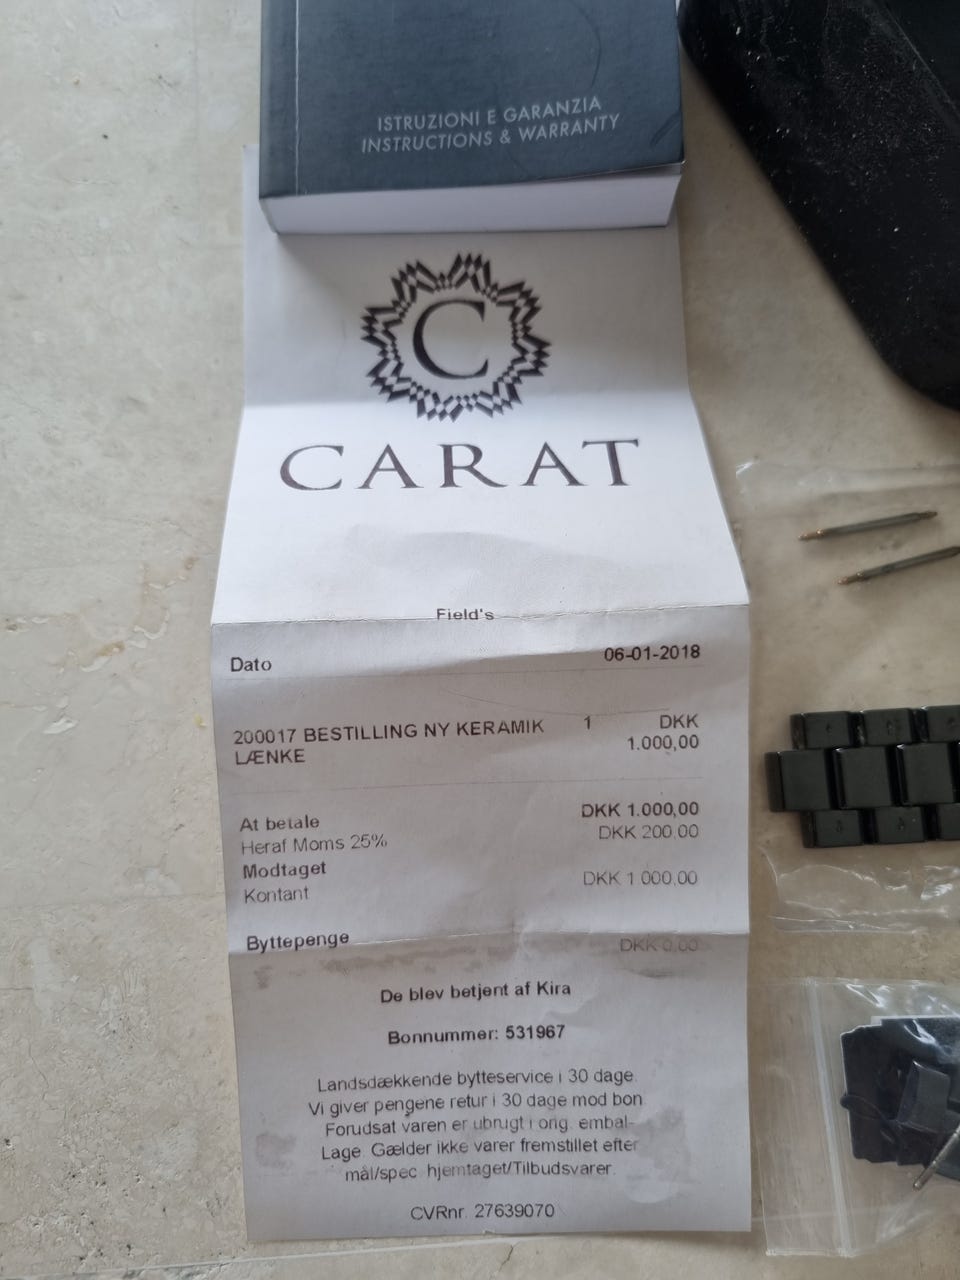 ISTRUZIONI E GARANZIA
INSTRUCTIONS & WARRANTY
C
CARAT
Field's
Dato 06-01-2018
200017 BESTILLING NY KERAMIK 1 DKK
LÆNKE 1.000,00
At betale DKK 1.000,00
Heraf Moms 25% DKK 200,00
Modtaget
Kontant DKK 1.000,00
Byttepenge DKK 0,00
De blev betjent af Kira
Bonnummer: 531967
Landsdækkende bytteservice i 30 dage.
Vi giver pengene retur i 30 dage mod bon
Forudsat varen er ubrugt i orig. embal-
Lage. Gælder ikke varer fremstillet efter
mål/spec. hjemtaget/Tilbudsvarer.
CVRnr. 27639070